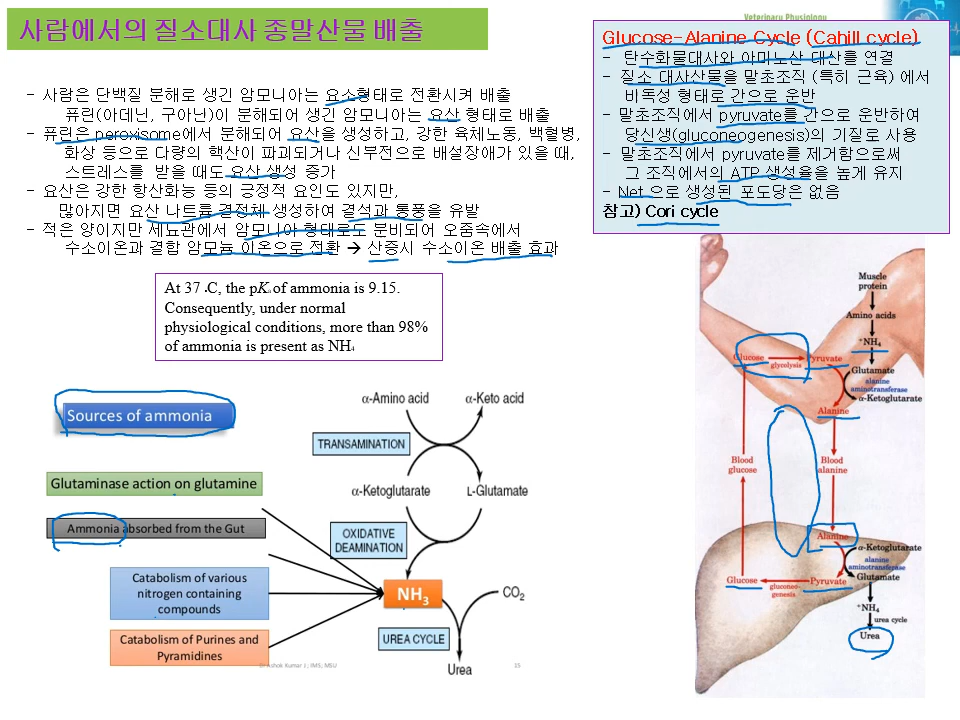 사람에서의 질소대사 종말산물 배출
Veterinary Physiology
- 사람은 단백질 분해로 생긴 암모니아는 요소형태로 전환시켜 배출
퓨린(아데닌, 구아닌)이 분해되어 생긴 암모니아는 요산 형태로 배출
- 퓨린은 peroxisome에서 분해되어 요산을 생성하고, 강한 육체노동, 백혈병,
화상 등으로 다량의 핵산이 파괴되거나 신부전으로 배설장애가 있을 때,
스트레스를 받을 때도 요산 생성 증가
- 요산은 강한 항산화능 등의 긍정적 요인도 있지만,
많아지면 요산 나트륨 결정체 생성하여 결석과 통풍을 유발
- 적은 양이지만 세뇨관에서 암모니아 형태로도 분비되어 오줌속에서
수소이온과 결합 암모늄 이온으로 전환 → 산증시 수소이온 배출 효과
Glucose-Alanine Cycle (Cahill cycle)
- 탄수화물대사와 아미노산 대산를 연결
- 질소 대사산물을 말초조직 (특히 근육) 에서
비독성 형태로 간으로 운반
- 말초조직에서 pyruvate를 간으로 운반하여
당신생(gluconeogenesis)의 기질로 사용
- 말초조직에서 pyruvate를 제거함으로써
그 조직에서의 ATP 생성율을 높게 유지
- Net 으로 생성된 포도당은 없음
참고) Cori cycle
At 37 °C, the pKa of ammonia is 9.15.
Consequently, under normal
physiological conditions, more than 98%
of ammonia is present as NH4
Sources of ammonia
Glutaminase action on glutamine
Ammonia absorbed from the Gut
Catabolism of various
nitrogen containing
compounds
Catabolism of Purines and
Pyramidines
Dr Ashok Kumar J; IMS; MSU
15
α-Amino acid
α-Keto acid
TRANSAMINATION
α-Ketoglutarate
L-Glutamate
OXIDATIVE
DEAMINATION
NH3
CO2
UREA CYCLE
Urea
Muscle
protein
Amino acids
+NH4
Glucose
glycolysis
Pyruvate
Glutamate
alanine
aminotransferase
α-Ketoglutarate
Alanine
Blood
glucose
Blood
alanine
Alanine
α-Ketoglutarate
alanine
aminotransferase
Glutamate
Glucose
gluconeo-
genesis
Pyruvate
+NH4
urea cycle
Urea